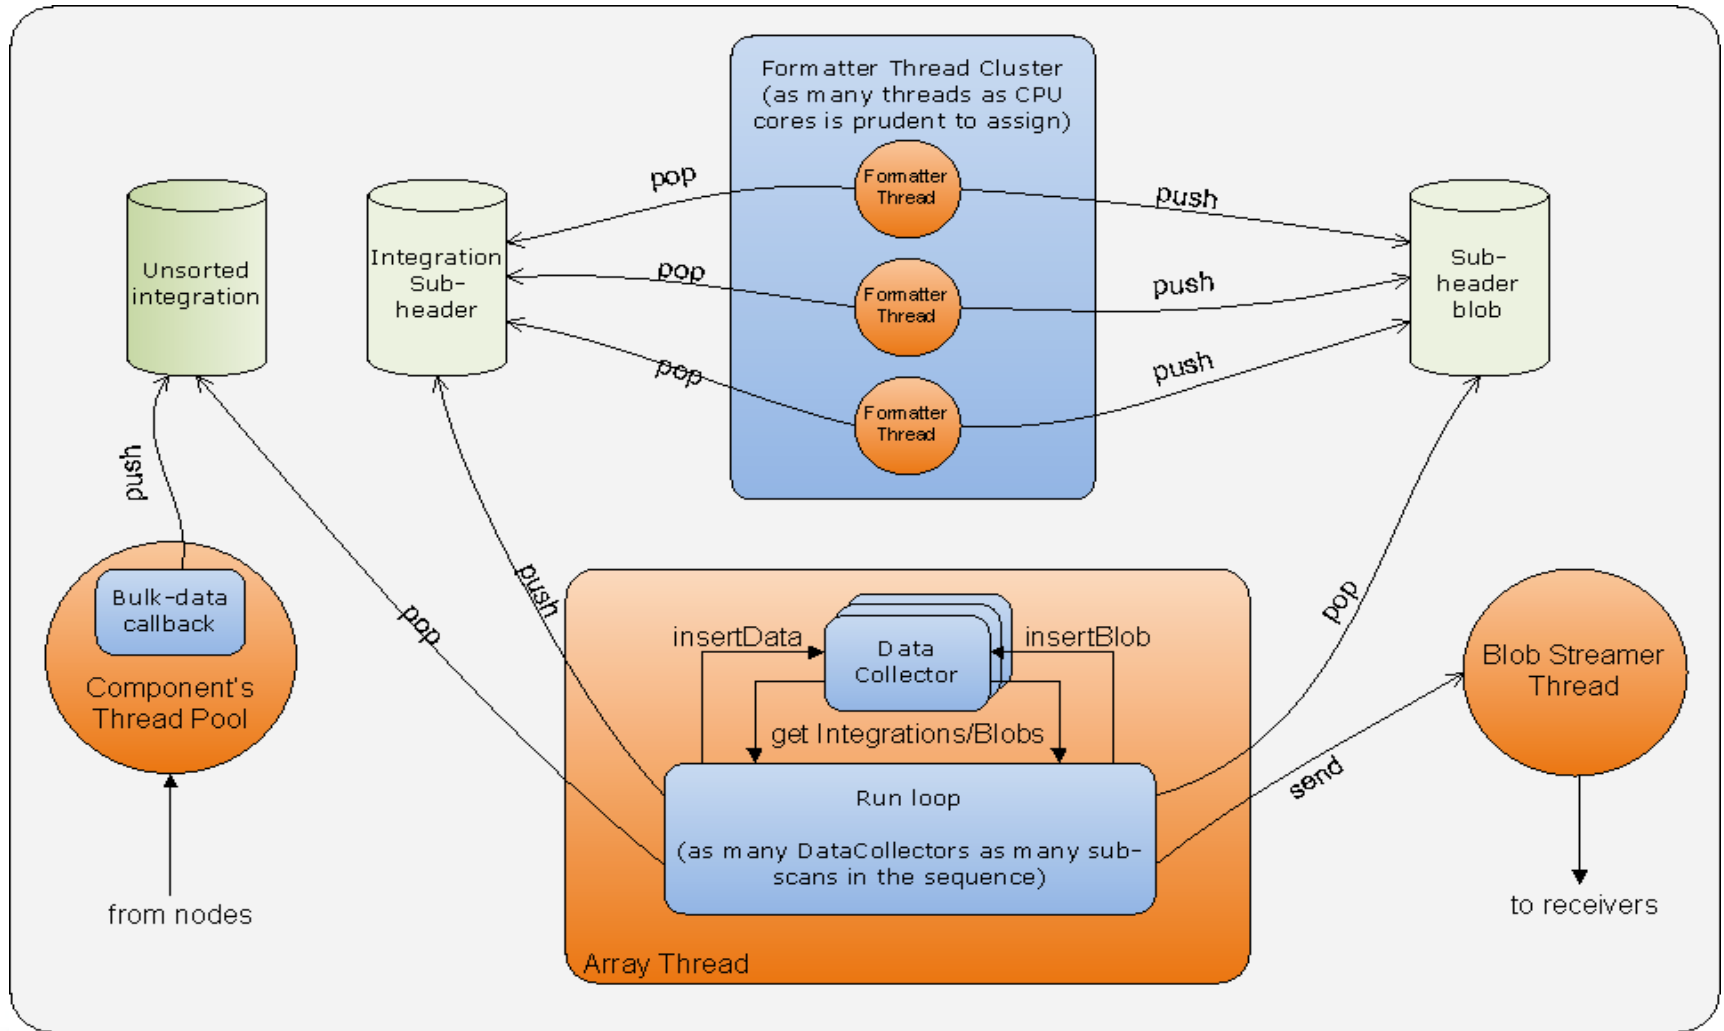 Formatter Thread Cluster
(as many threads as CPU
cores is prudent to assign)
Formatter
Thread
Formatter
Thread
Formatter
Thread
pop
pop
pop
push
push
push
Unsorted
integration
Integration
Sub-
header
Sub-
header
blob
push
pop
push
pop
send
Bulk-data
callback
Component's
Thread Pool
from nodes
insertData
Data
Collector
insertBlob
get Integrations/Blobs
Run loop
(as many DataCollectors as many sub-
scans in the sequence)
Array Thread
Blob Streamer
Thread
to receivers